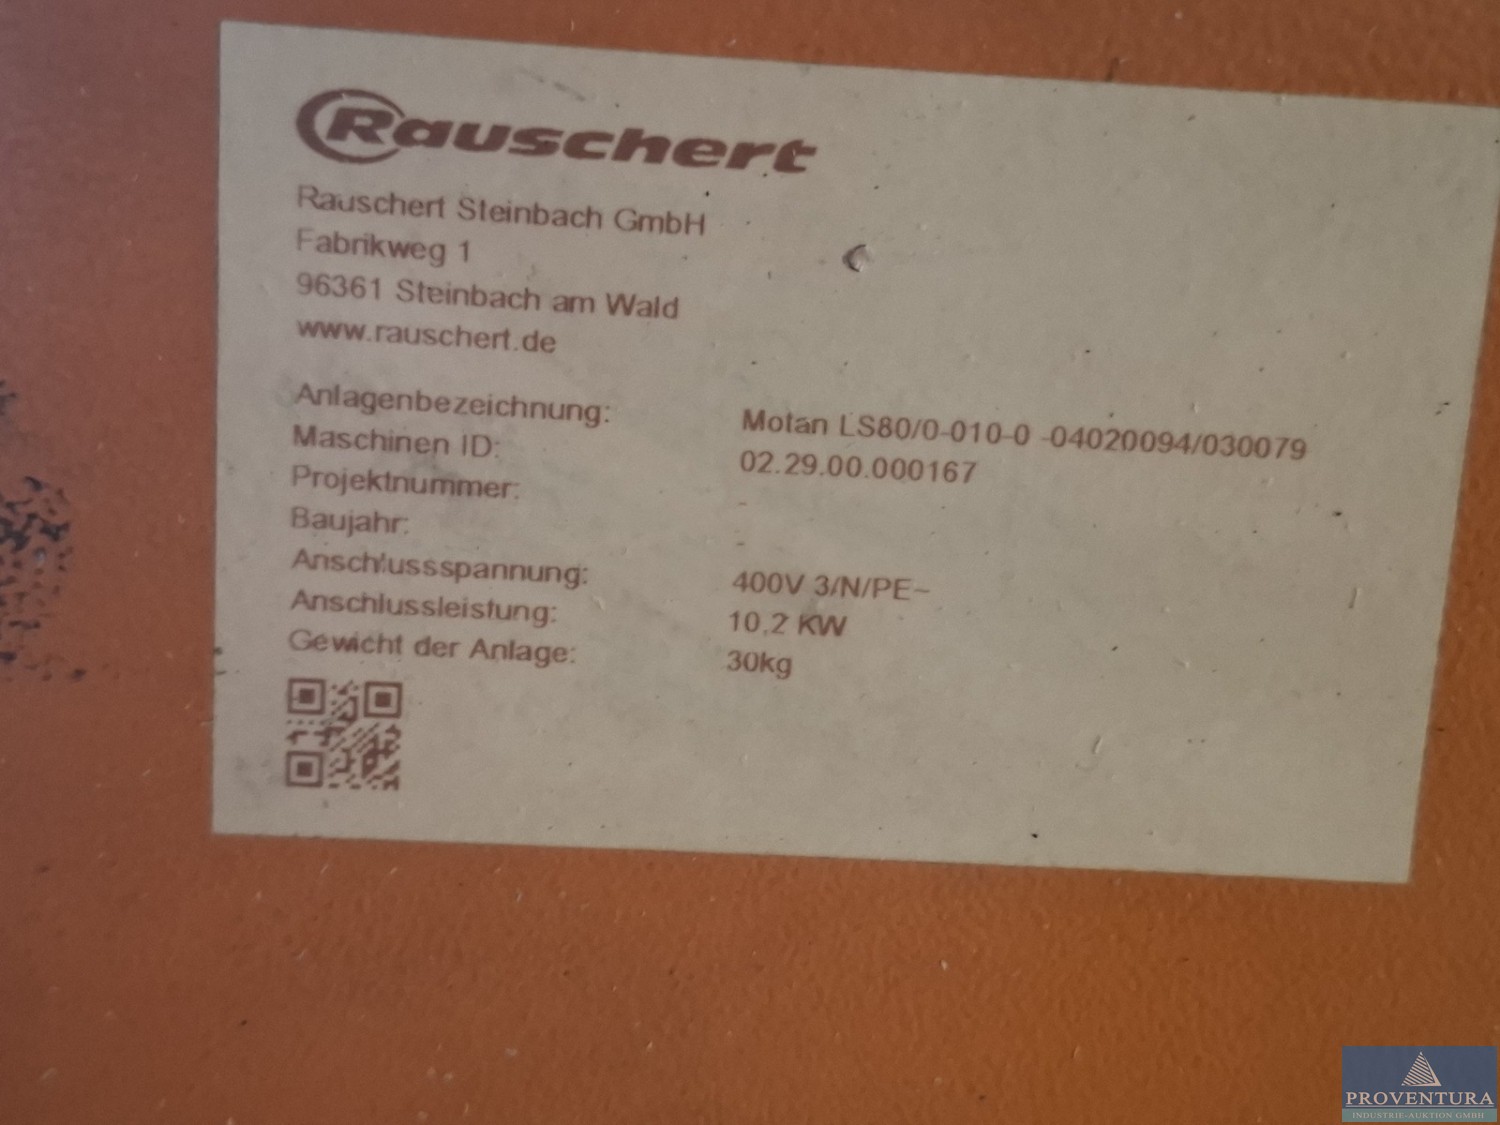 Rauschert
Rauschert Steinbach GmbH
Fabrikweg 1
96361 Steinbach am Wald
www.rauschert.de
Anlagenbezeichnung: Motan LS80/0-010-0 -04020094/030079
Maschinen ID: 02.29.00.000167
Projektnummer: -
Baujahr: -
Anschlussspannung: 400V 3/N/PE~
Anschlussleistung: 10,2 KW
Gewicht der Anlage: 30kg
PROVENTURA
INDUSTRIE-AUKTION GMBH